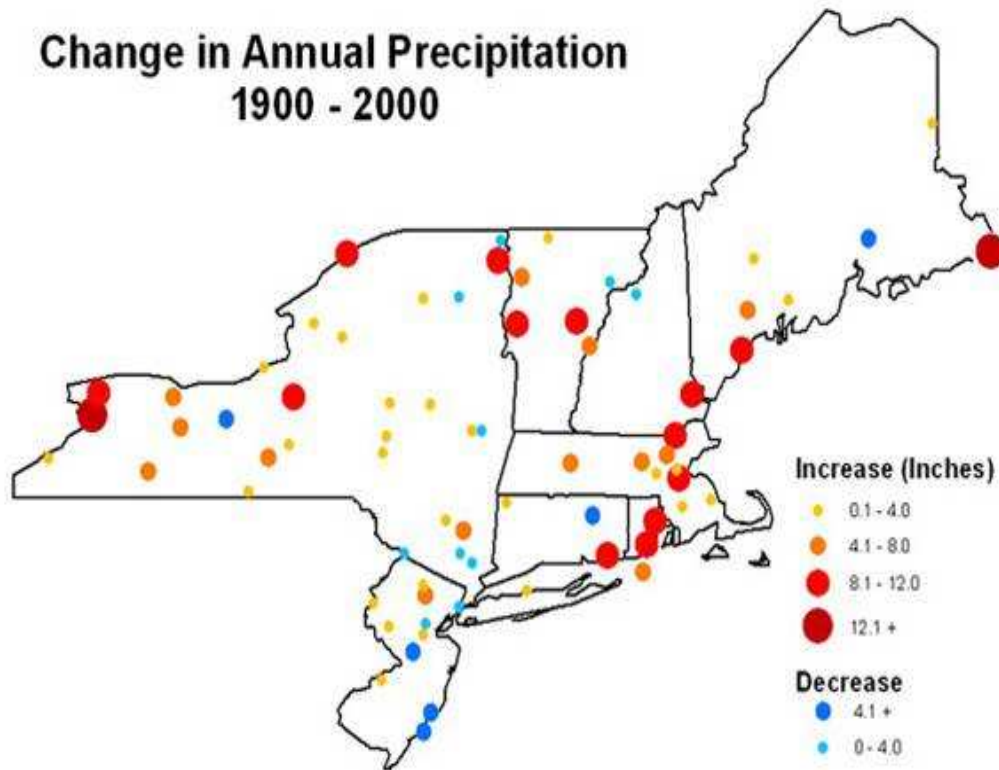 Change in Annual Precipitation
1900 - 2000
Increase (Inches)
0.1 - 4.0
4.1 - 8.0
8.1 - 12.0
12.1 +
Decrease
4.1 +
0 - 4.0